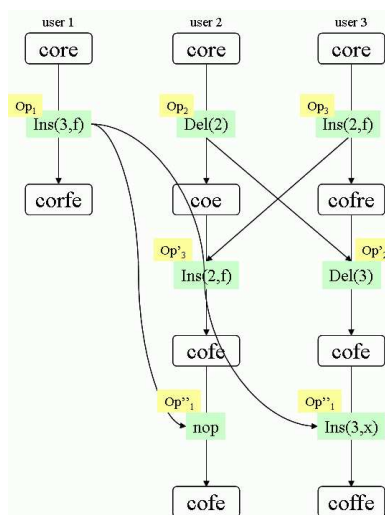 user 1 user 2 user 3
core core core
Op1 Op2 Op3
Ins(3,f) Del(2) Ins(2,f)
corfe coe cofre
Op'3 Op'2
Ins(2,f) Del(3)
cofe cofe
Op"1 Op"1
nop Ins(3,x)
cofe coffe